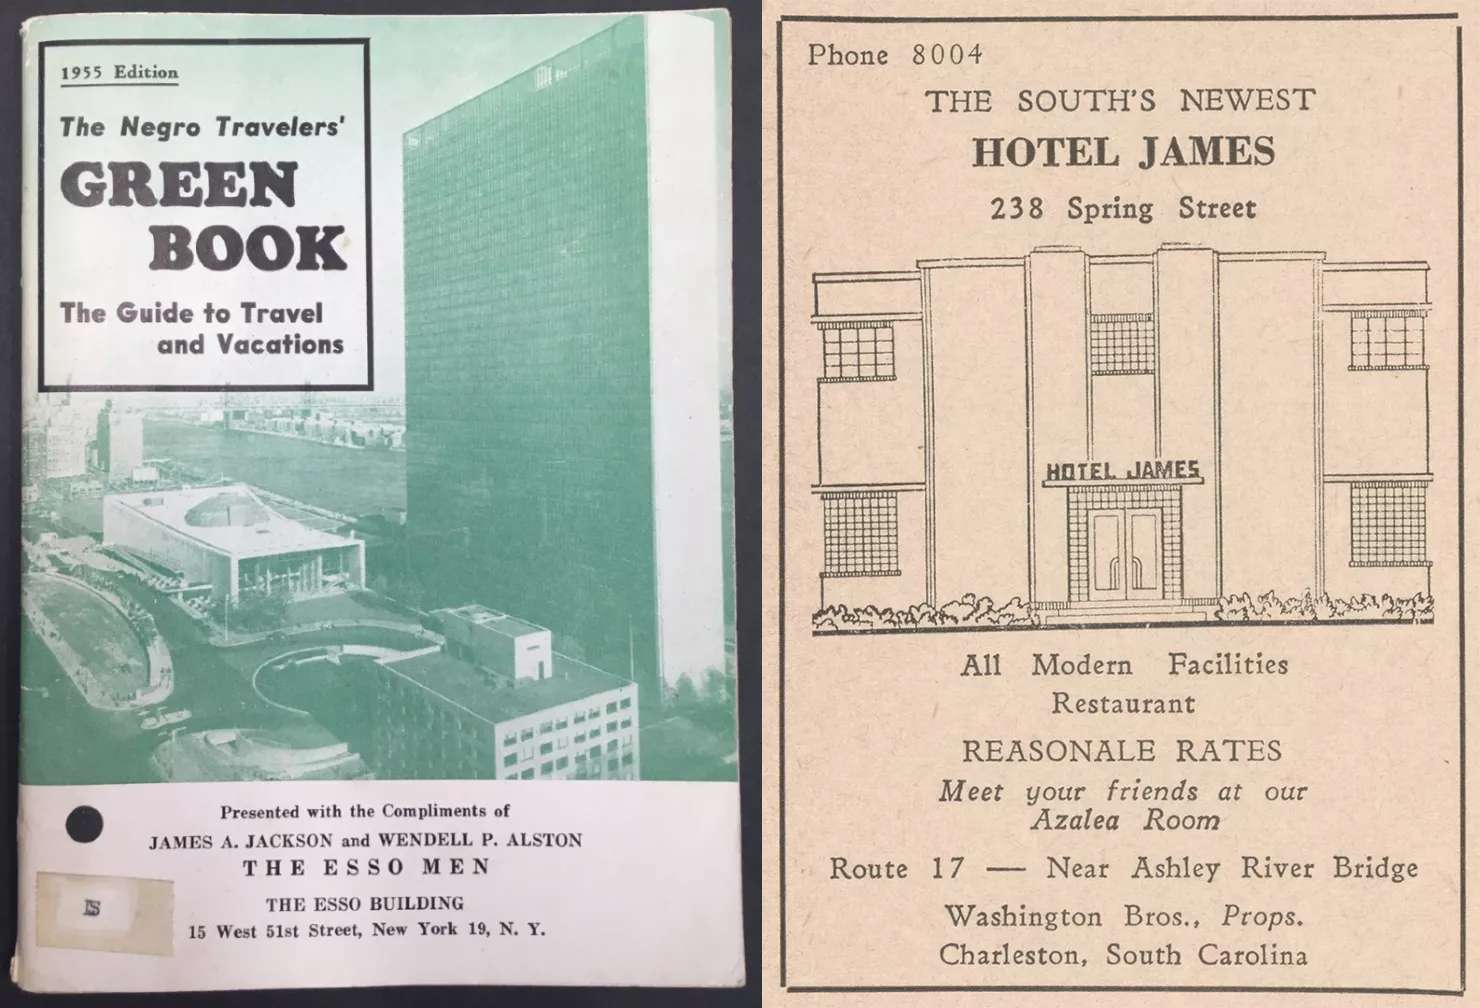 1955 Edition
The Negro Travelers'
GREEN
BOOK
The Guide to Travel
and Vacations
Presented with the Compliments of
JAMES A. JACKSON and WENDELL P. ALSTON
THE ESSO MEN
THE ESSO BUILDING
15 West 51st Street, New York 19, N. Y.
Phone 8004
THE SOUTH'S NEWEST
HOTEL JAMES
238 Spring Street
HOTEL JAMES
All Modern Facilities
Restaurant
REASONALE RATES
Meet your friends at our
Azalea Room
Route 17 — Near Ashley River Bridge
Washington Bros., Props.
Charleston, South Carolina